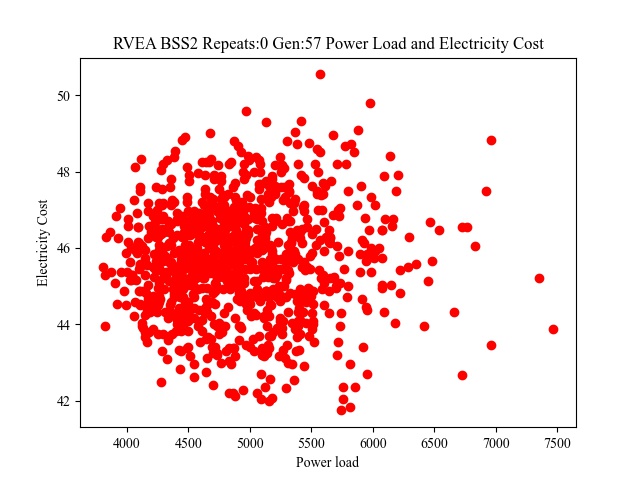 RVEA BSS2 Repeats:0 Gen:57 Power Load and Electricity Cost
50
48
46
44
42
Electricity Cost
4000 4500 5000 5500 6000 6500 7000 7500
Power load